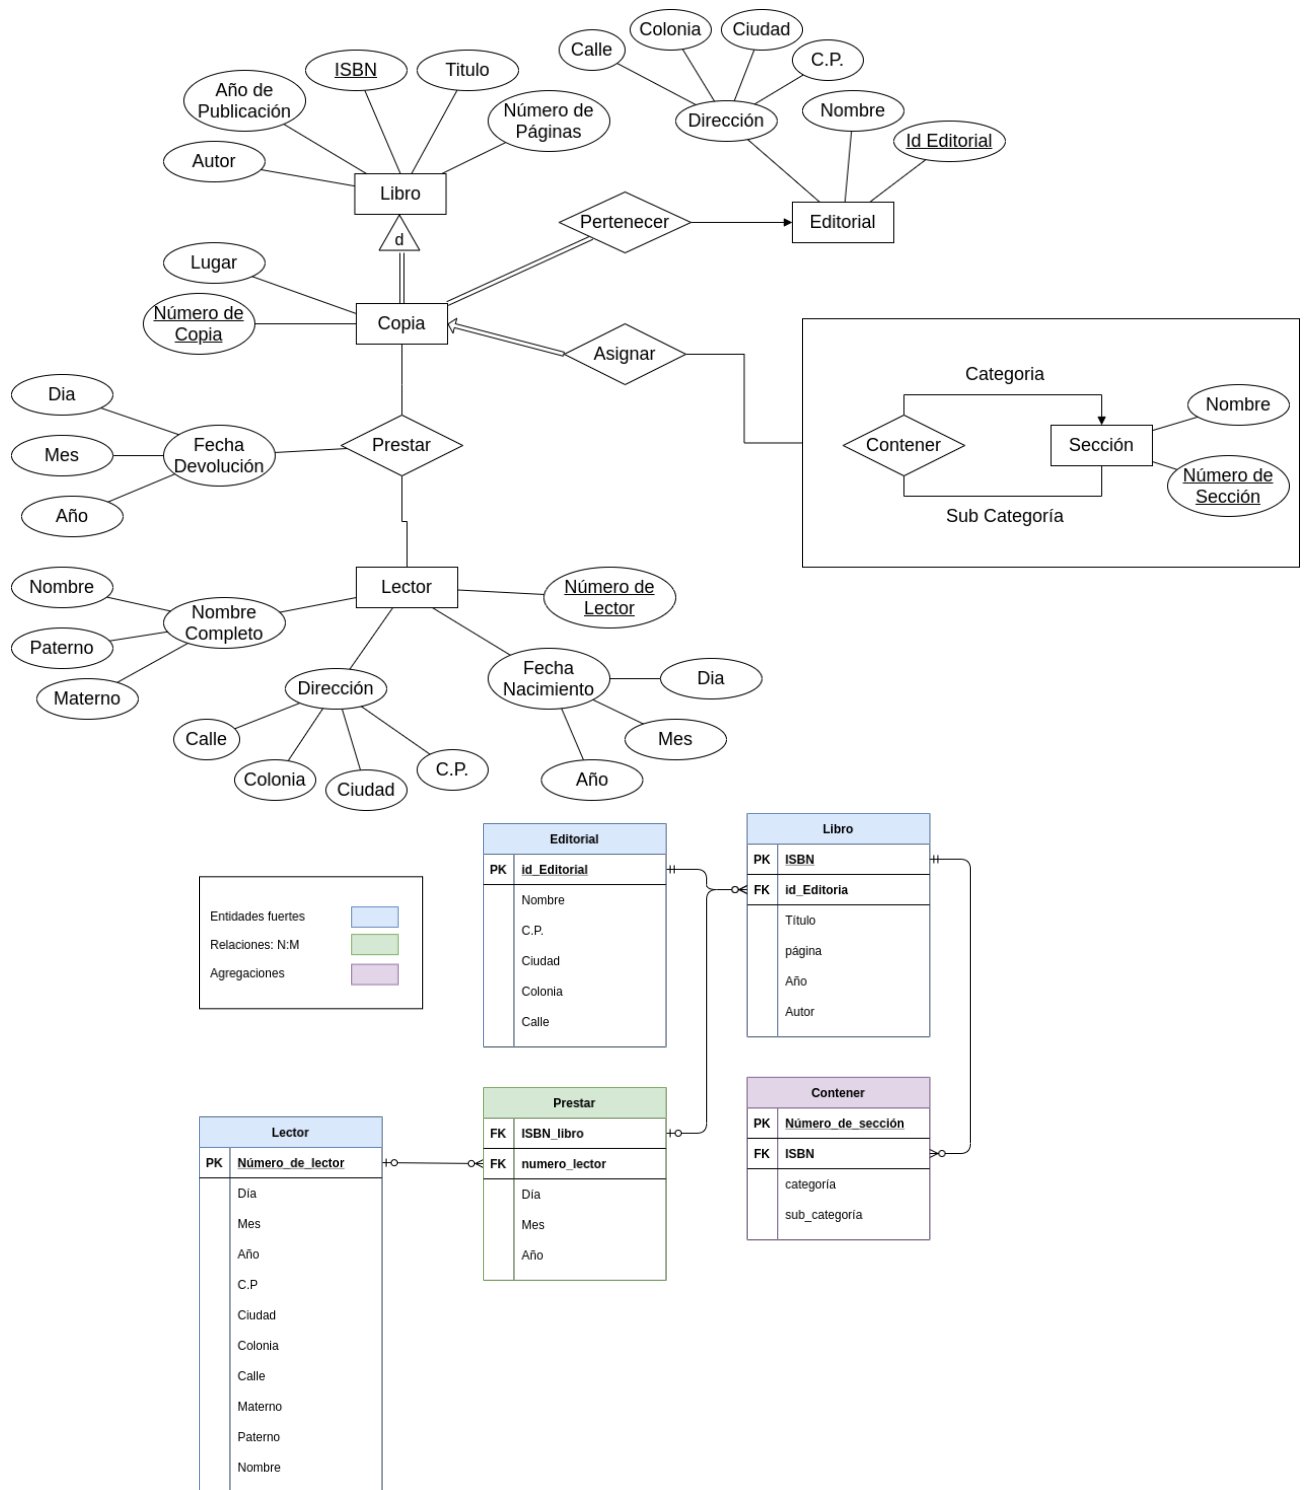 Colonia
Ciudad
Calle
C.P.
Dirección
Nombre
Id Editorial
Editorial
ISBN
Titulo
Año de
Publicación
Número de
Páginas
Autor
Libro
d
Pertenecer
Lugar
Número de
Copia
Copia
Asignar
Categoria
Contener
Sección
Nombre
Número de
Sección
Sub Categoría
Dia
Mes
Año
Fecha
Devolución
Prestar
Lector
Número de
Lector
Nombre
Paterno
Materno
Nombre
Completo
Dirección
Calle
Colonia
Ciudad
C.P.
Fecha
Nacimiento
Dia
Mes
Año
Entidades fuertes
Relaciones: N:M
Agregaciones
Editorial
PK id_Editorial
Nombre
C.P.
Ciudad
Colonia
Calle
Libro
PK ISBN
FK id_Editoria
Título
página
Año
Autor
Lector
PK Número_de_lector
Día
Mes
Año
C.P
Ciudad
Colonia
Calle
Materno
Paterno
Nombre
Prestar
FK ISBN_libro
FK numero_lector
Día
Mes
Año
Contener
PK Número_de_sección
FK ISBN
categoría
sub_categoría